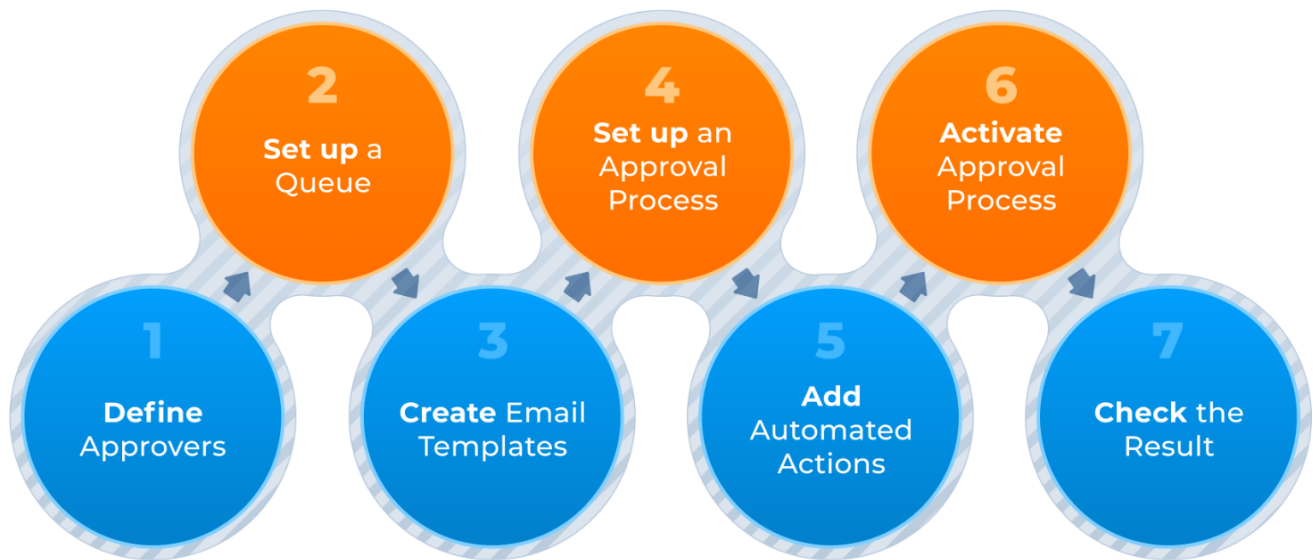 1
Define
Approvers
2
Set up a
Queue
3
Create Email
Templates
4
Set up an
Approval
Process
5
Add
Automated
Actions
6
Activate
Approval
Process
7
Check the
Result